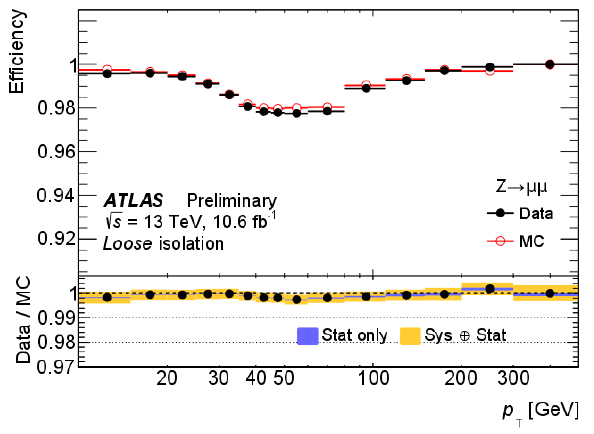 Efficiency
1
0.98
0.96
0.94
0.92
ATLAS Preliminary
√s = 13 TeV, 10.6 fb⁻¹
Loose isolation
Z→μμ
Data
MC
Data / MC
1
0.99
0.98
0.97
Stat only
Sys ⊕ Stat
20 30 40 50 100 200 300
p_T [GeV]